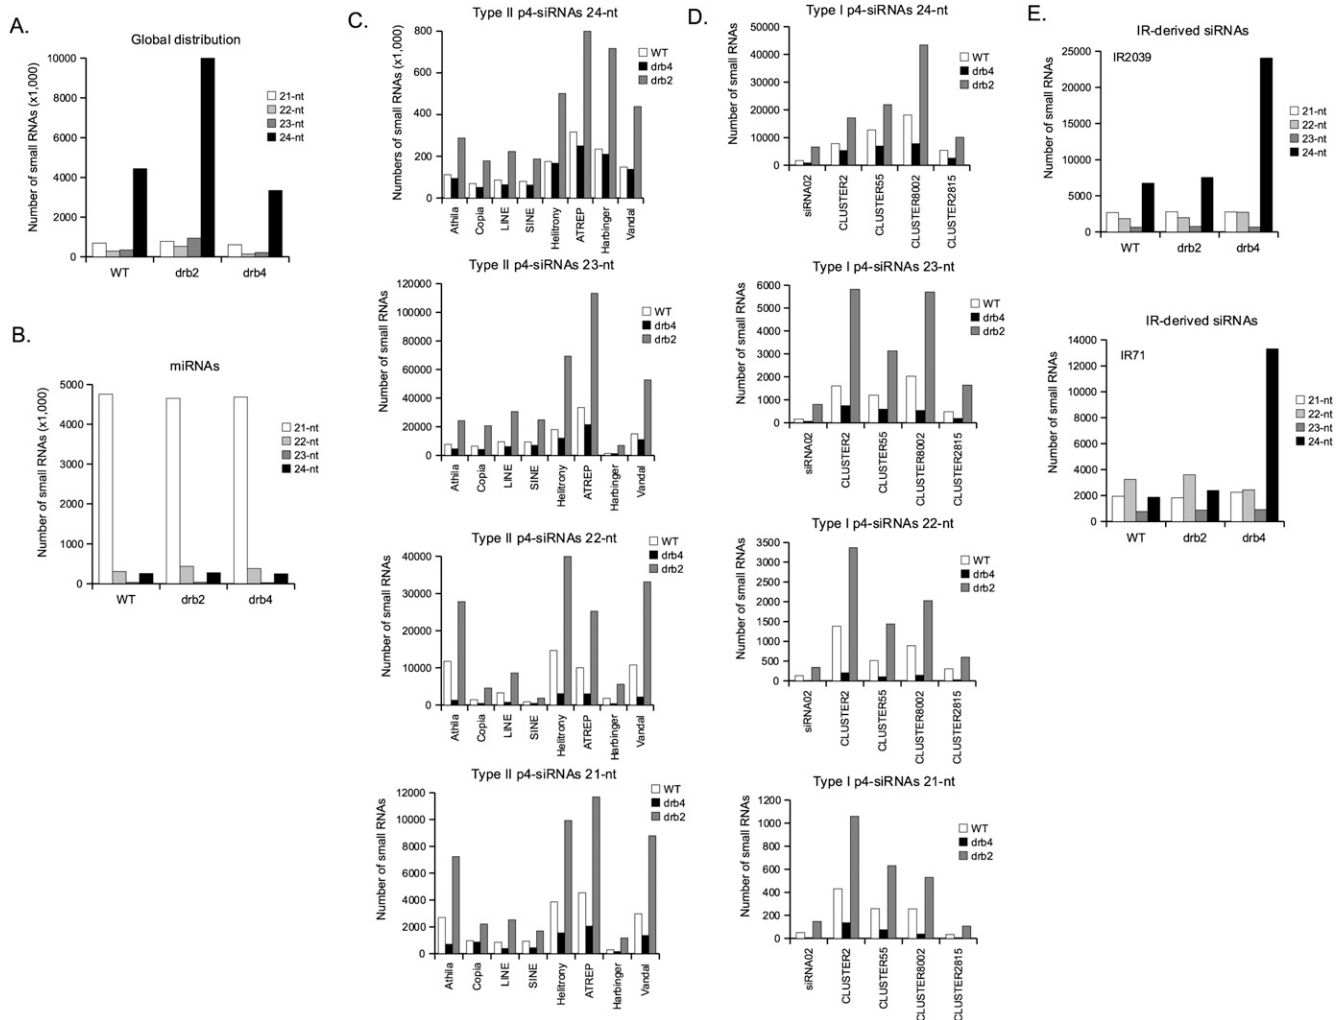 A.
Global distribution
Number of small RNAs (x1,000)
10000
8000
6000
4000
2000
0
WT
drb2
drb4
21-nt
22-nt
23-nt
24-nt
B.
miRNAs
Number of small RNAs (x1,000)
5000
4000
3000
2000
1000
0
WT
drb2
drb4
21-nt
22-nt
23-nt
24-nt
C.
Type II p4-siRNAs 24-nt
Numbers of small RNAs (x1,000)
800
600
400
200
0
Athila
Copia
LINE
SINE
Helitrony
ATREP
Harbinger
Vandal
WT
drb4
drb2
Type II p4-siRNAs 23-nt
Number of small RNAs
120000
100000
80000
60000
40000
20000
0
Athila
Copia
LINE
SINE
Helitrony
ATREP
Harbinger
Vandal
WT
drb4
drb2
Type II p4-siRNAs 22-nt
Number of small RNAs
40000
30000
20000
10000
0
Athila
Copia
LINE
SINE
Helitrony
ATREP
Harbinger
Vandal
WT
drb4
drb2
Type II p4-siRNAs 21-nt
Number of small RNAs
12000
10000
8000
6000
4000
2000
0
Athila
Copia
LINE
SINE
Helitrony
ATREP
Harbinger
Vandal
WT
drb4
drb2
D.
Type I p4-siRNAs 24-nt
Number of small RNAs
50000
40000
30000
20000
10000
0
siRNA02
CLUSTER2
CLUSTER55
CLUSTER8002
CLUSTER2815
WT
drb4
drb2
Type I p4-siRNAs 23-nt
Number of small RNAs
6000
5000
4000
3000
2000
1000
0
siRNA02
CLUSTER2
CLUSTER55
CLUSTER8002
CLUSTER2815
WT
drb4
drb2
Type I p4-siRNAs 22-nt
Number of small RNAs
3500
3000
2500
2000
1500
1000
500
0
siRNA02
CLUSTER2
CLUSTER55
CLUSTER8002
CLUSTER2815
WT
drb4
drb2
Type I p4-siRNAs 21-nt
Number of small RNAs
1200
1000
800
600
400
200
0
siRNA02
CLUSTER2
CLUSTER55
CLUSTER8002
CLUSTER2815
WT
drb4
drb2
E.
IR-derived siRNAs
IR2039
Number of small RNAs
25000
20000
15000
10000
5000
0
WT
drb2
drb4
21-nt
22-nt
23-nt
24-nt
IR-derived siRNAs
IR71
Number of small RNAs
14000
12000
10000
8000
6000
4000
2000
0
WT
drb2
drb4
21-nt
22-nt
23-nt
24-nt